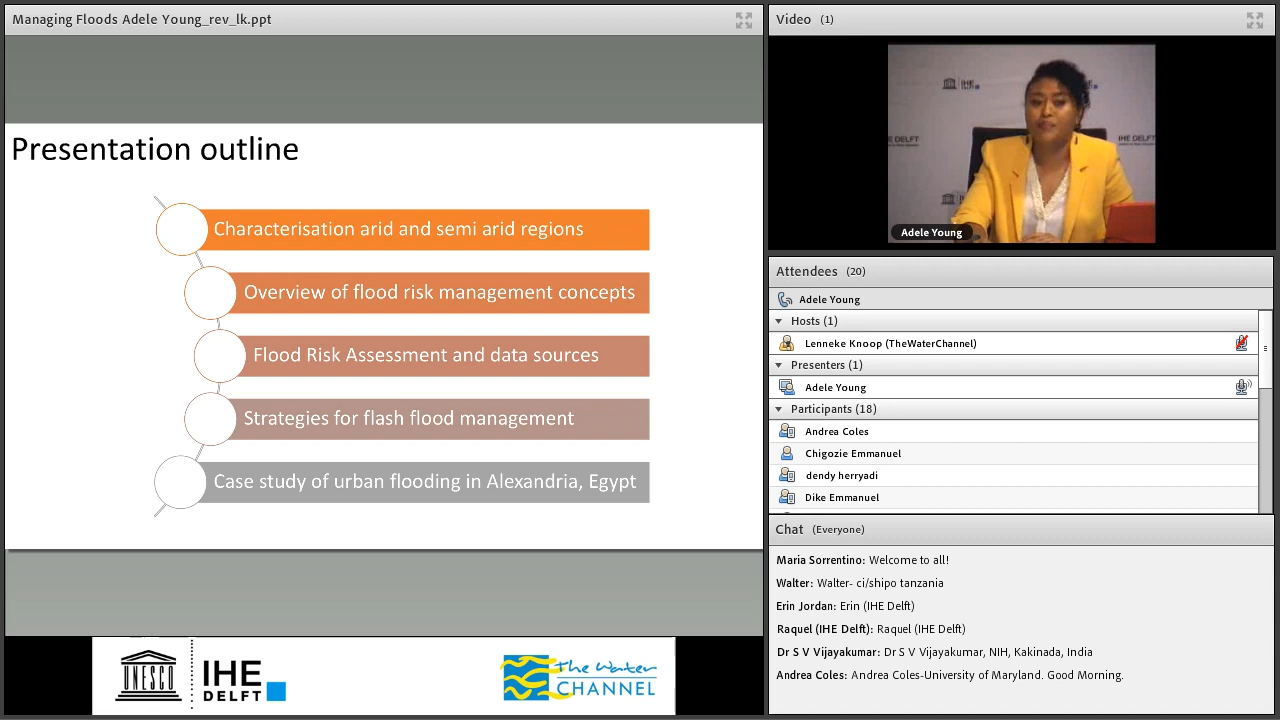 Managing Floods Adele Young_rev_lk.ppt
Presentation outline
Characterisation arid and semi arid regions
Overview of flood risk management concepts
Flood Risk Assessment and data sources
Strategies for flash flood management
Case study of urban flooding in Alexandria, Egypt
UNESCO
IHE
DELFT
The Water
CHANNEL
Video (1)
IHE DELFT
Adele Young
Attendees (20)
Adele Young
Hosts (1)
Lenneke Knoop (TheWaterChannel)
Presenters (1)
Adele Young
Participants (18)
Andrea Coles
Chigozie Emmanuel
dendy herryadi
Dike Emmanuel
Chat (Everyone)
Maria Sorrentino: Welcome to all!
Walter: Walter- ci/shipo tanzania
Erin Jordan: Erin (IHE Delft)
Raquel (IHE Delft): Raquel (IHE Delft)
Dr S V Vijayakumar: Dr S V Vijayakumar, NIH, Kakinada, India
Andrea Coles: Andrea Coles-University of Maryland. Good Morning.